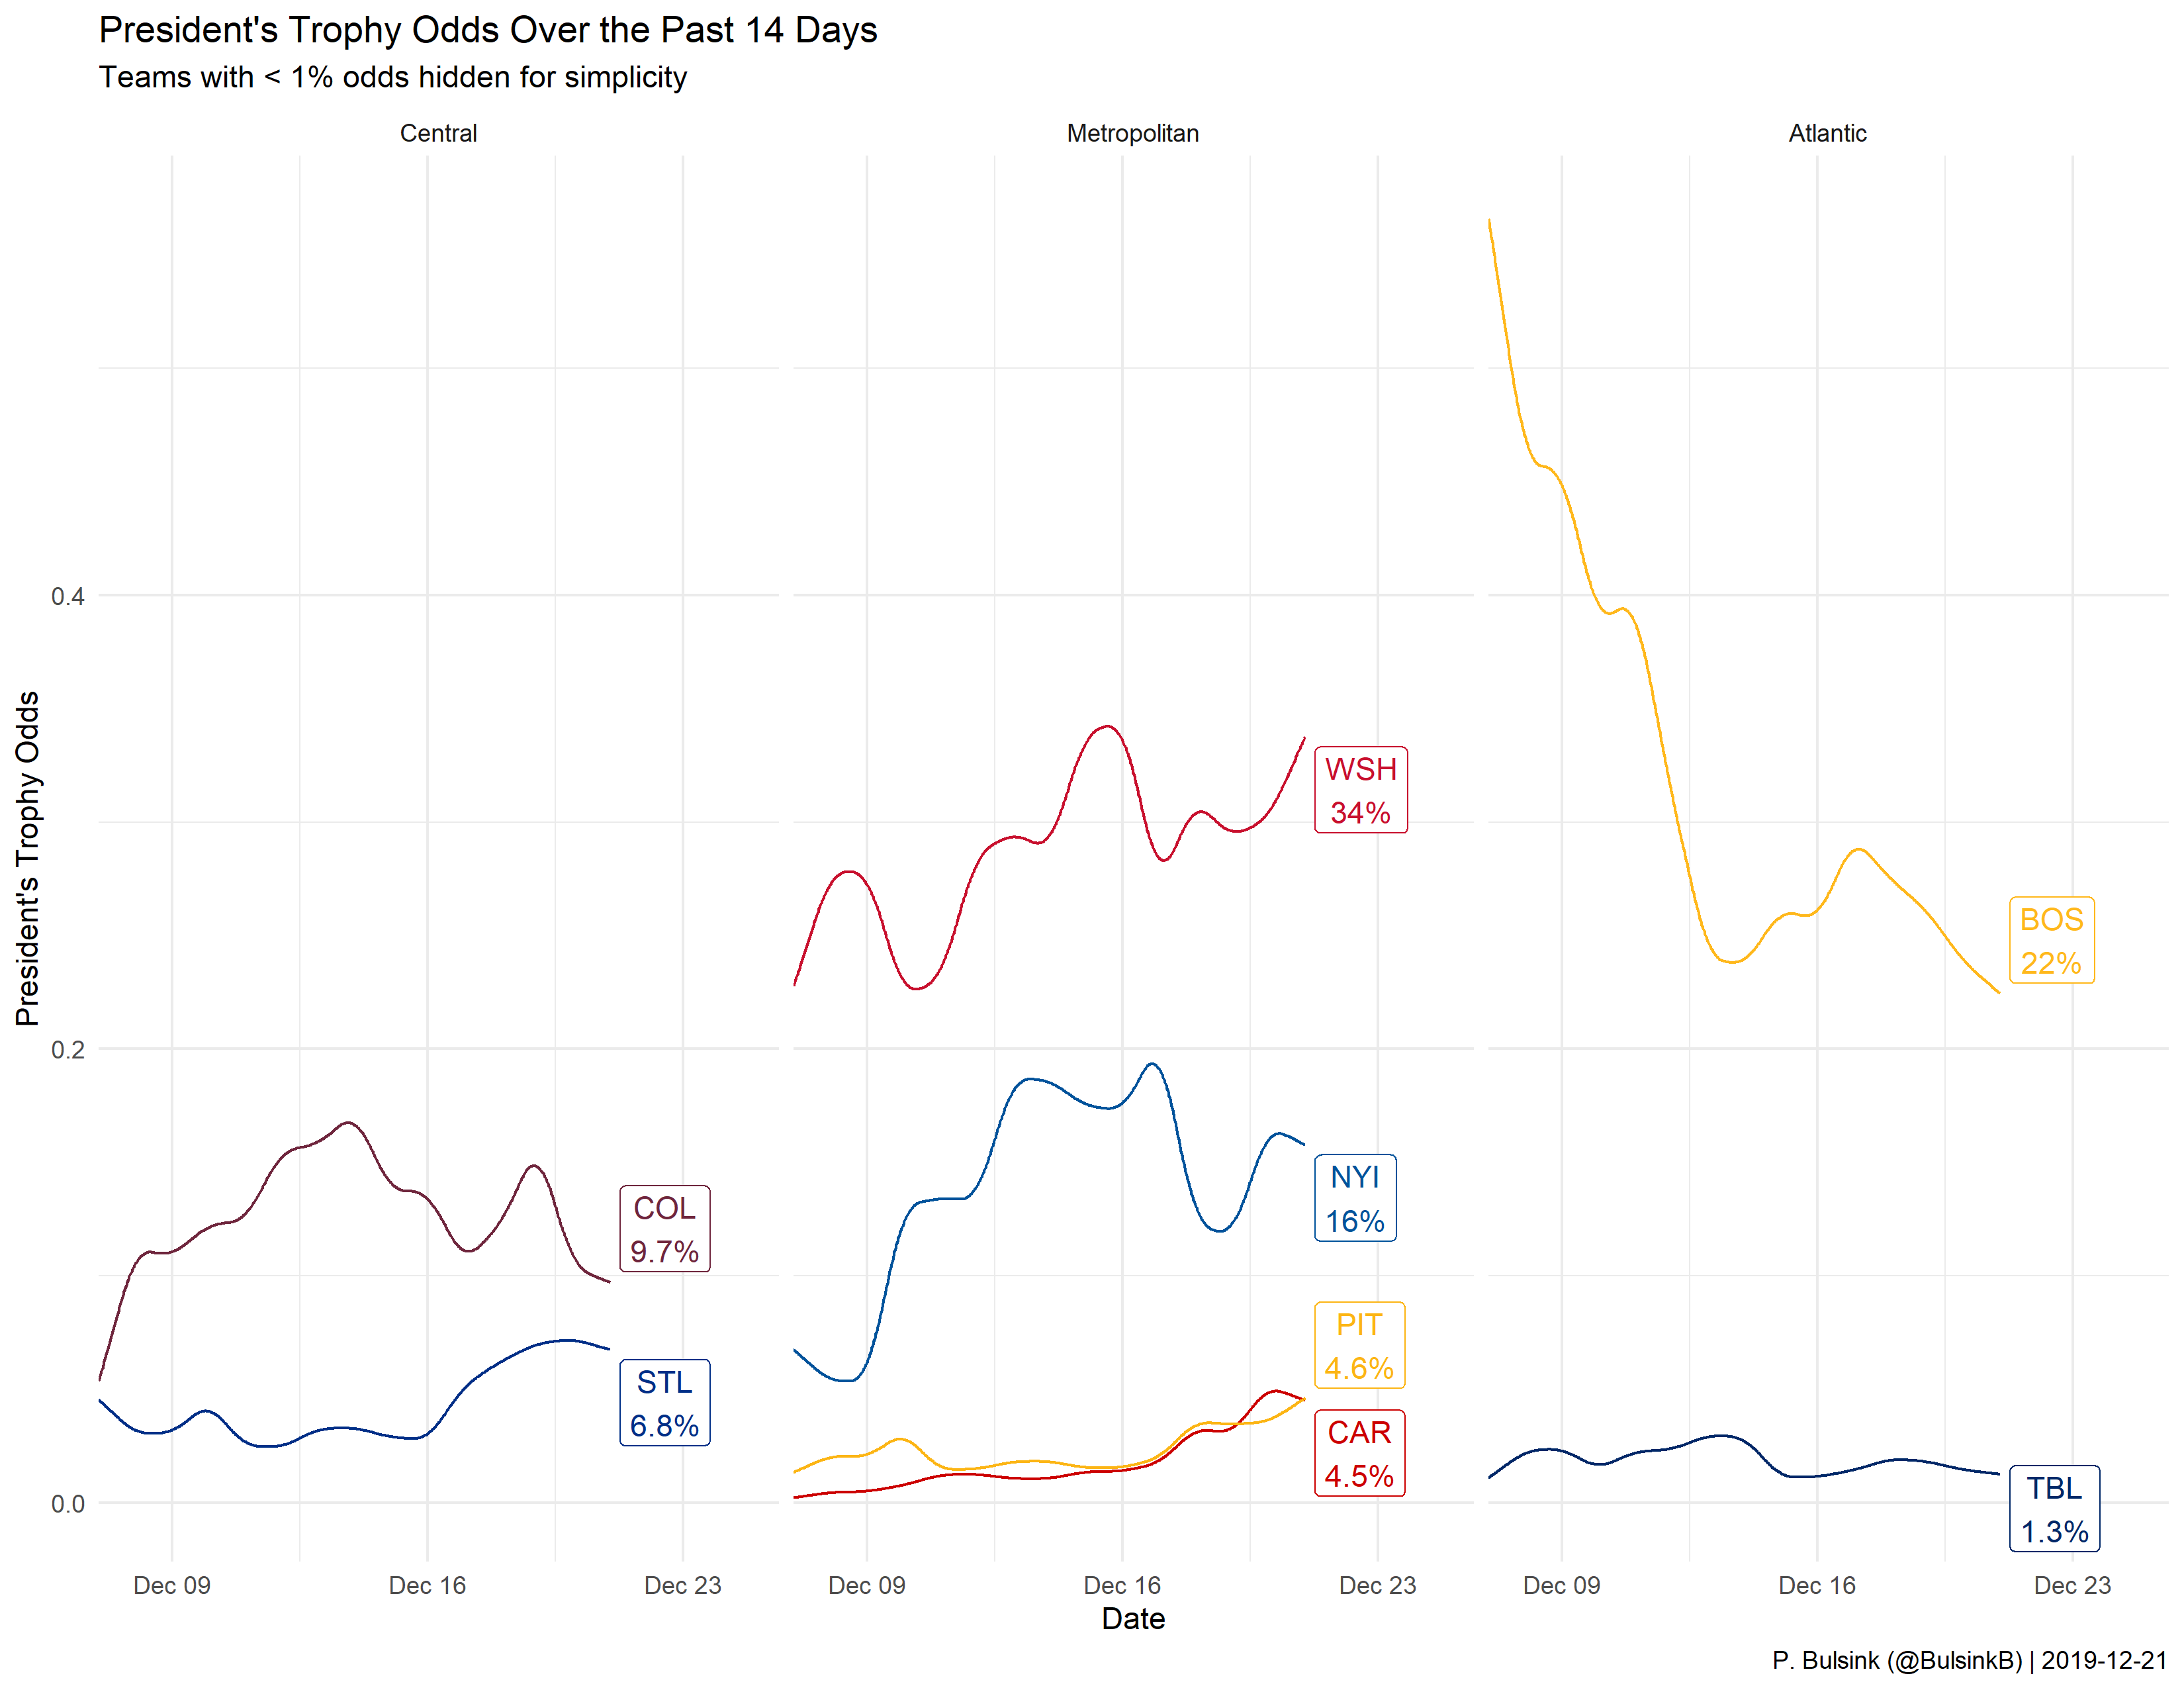 President's Trophy Odds Over the Past 14 Days
Teams with < 1% odds hidden for simplicity
Central
Metropolitan
Atlantic
President's Trophy Odds
0.4
0.2
0.0
COL
9.7%
STL
6.8%
WSH
34%
NYI
16%
PIT
4.6%
CAR
4.5%
BOS
22%
TBL
1.3%
Dec 09
Dec 16
Dec 23
Dec 09
Dec 16
Dec 23
Dec 09
Dec 16
Dec 23
Date
P. Bulsink (@BulsinkB) | 2019-12-21